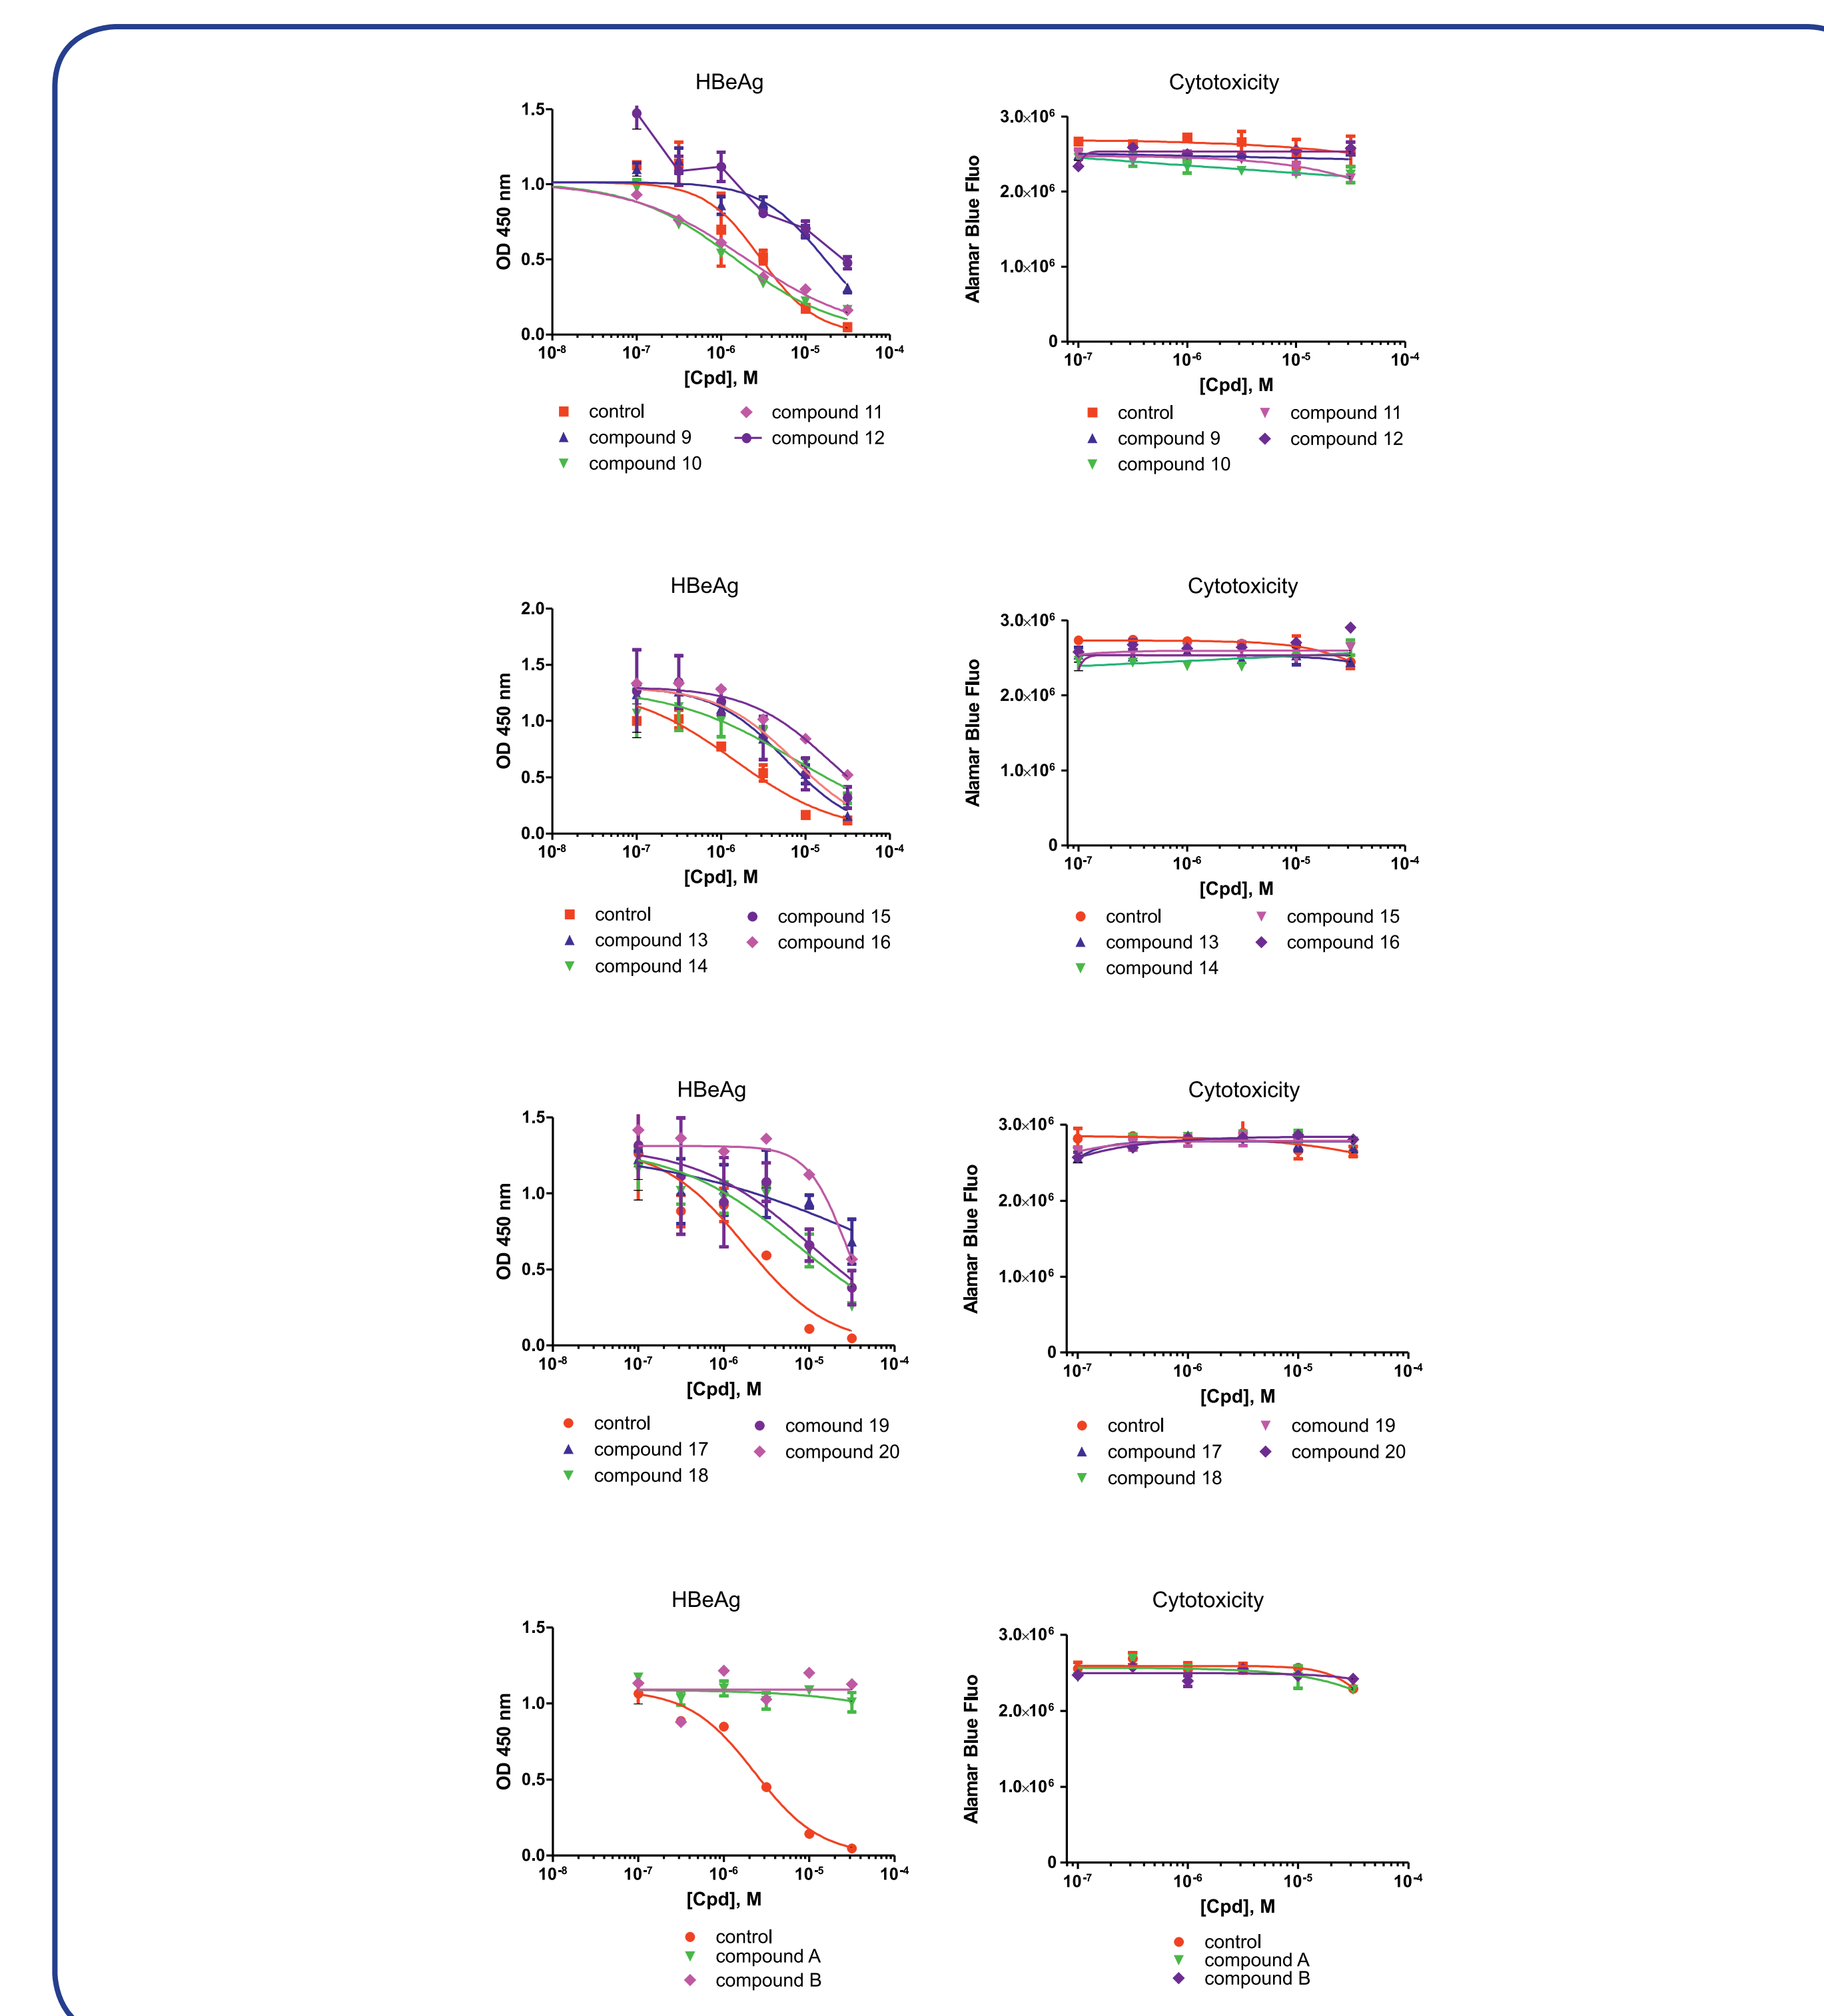 HBeAg
1.5
1.0
0.5
0.0
OD 450 nm
10-8 10-7 10-6 10-5 10-4
[Cpd], M
control
compound 9
compound 10
compound 11
compound 12
Cytotoxicity
3.0×106
2.0×106
1.0×106
0
Alamar Blue Fluo
10-7 10-6 10-5 10-4
[Cpd], M
control
compound 9
compound 10
compound 11
compound 12
HBeAg
2.0
1.5
1.0
0.5
0.0
OD 450 nm
10-8 10-7 10-6 10-5 10-4
[Cpd], M
control
compound 13
compound 14
compound 15
compound 16
Cytotoxicity
3.0×106
2.0×106
1.0×106
0
Alamar Blue Fluo
10-7 10-6 10-5 10-4
[Cpd], M
control
compound 13
compound 14
compound 15
compound 16
HBeAg
1.5
1.0
0.5
0.0
OD 450 nm
10-8 10-7 10-6 10-5 10-4
[Cpd], M
control
compound 17
compound 18
comound 19
compound 20
Cytotoxicity
3.0×106
2.0×106
1.0×106
0
Alamar Blue Fluo
10-7 10-6 10-5 10-4
[Cpd], M
control
compound 17
compound 18
comound 19
compound 20
HBeAg
1.5
1.0
0.5
0.0
OD 450 nm
10-8 10-7 10-6 10-5 10-4
[Cpd], M
control
compound A
compound B
Cytotoxicity
3.0×106
2.0×106
1.0×106
0
Alamar Blue Fluo
10-7 10-6 10-5 10-4
[Cpd], M
control
compound A
compound B